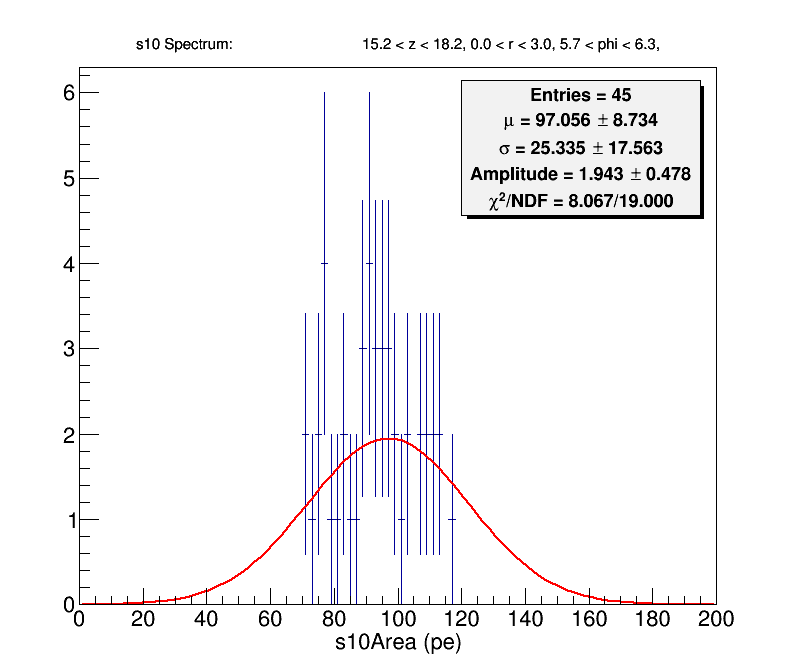 s10 Spectrum: 15.2 < z < 18.2, 0.0 < r < 3.0, 5.7 < phi < 6.3,
Entries = 45
μ = 97.056 ± 8.734
σ = 25.335 ± 17.563
Amplitude = 1.943 ± 0.478
χ²/NDF = 8.067/19.000
6
5
4
3
2
1
0
0 20 40 60 80 100 120 140 160 180 200
s10Area (pe)